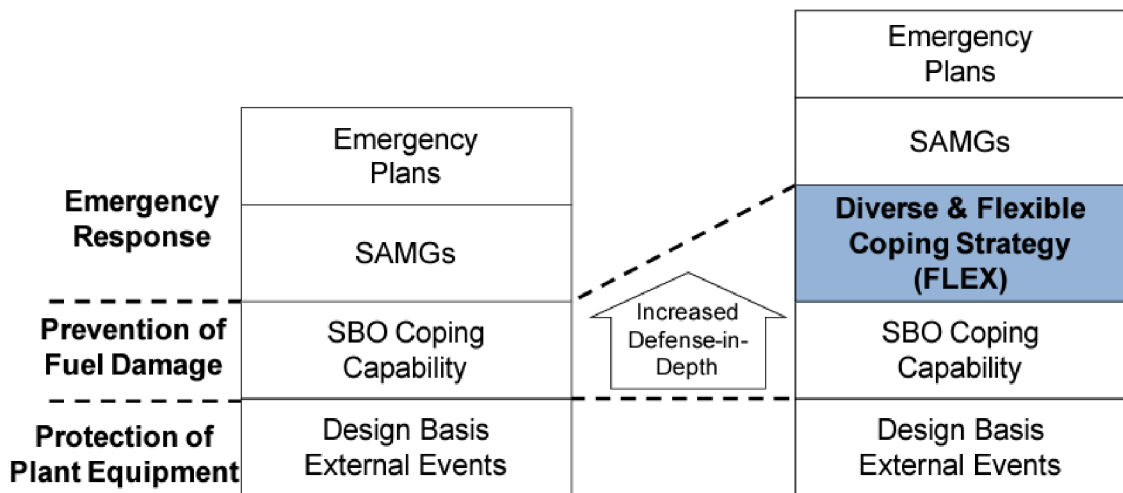 Emergency
Response
Prevention of
Fuel Damage
Protection of
Plant Equipment
Emergency
Plans
SAMGs
SBO Coping
Capability
Design Basis
External Events
Increased
Defense-in-
Depth
Emergency
Plans
SAMGs
Diverse & Flexible
Coping Strategy
(FLEX)
SBO Coping
Capability
Design Basis
External Events